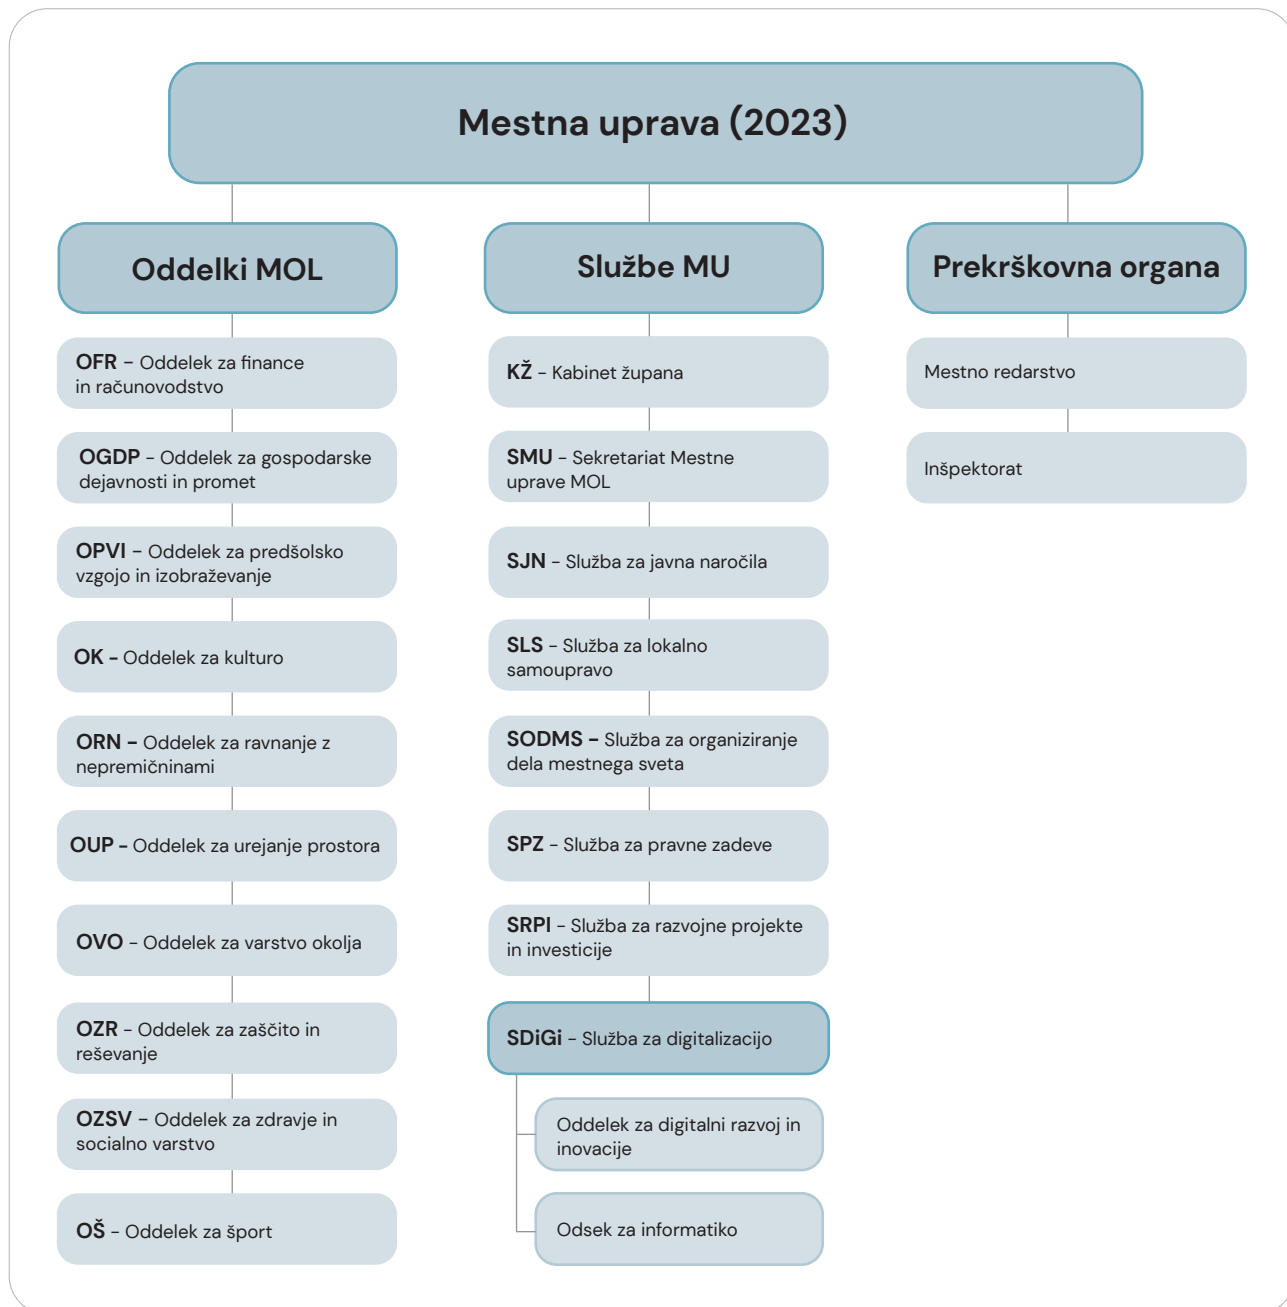 Mestna uprava (2023)
Oddelki MOL
OFR – Oddelek za finance
in računovodstvo
OGDP – Oddelek za gospodarske
dejavnosti in promet
OPVI – Oddelek za predšolsko
vzgojo in izobraževanje
OK – Oddelek za kulturo
ORN – Oddelek za ravnanje z
nepremičninami
OUP – Oddelek za urejanje prostora
OVO – Oddelek za varstvo okolja
OZR – Oddelek za zaščito in
reševanje
OZSV – Oddelek za zdravje in
socialno varstvo
OŠ – Oddelek za šport
Službe MU
KŽ – Kabinet župana
SMU – Sekretariat Mestne
uprave MOL
SJN – Služba za javna naročila
SLS – Služba za lokalno
samoupravo
SODMS – Služba za organiziranje
dela mestnega sveta
SPZ – Služba za pravne zadeve
SRPI – Služba za razvojne projekte
in investicije
SDiGi – Služba za digitalizacijo
Oddelek za digitalni razvoj in
inovacije
Odsek za informatiko
Prekrškovna organa
Mestno redarstvo
Inšpektorat